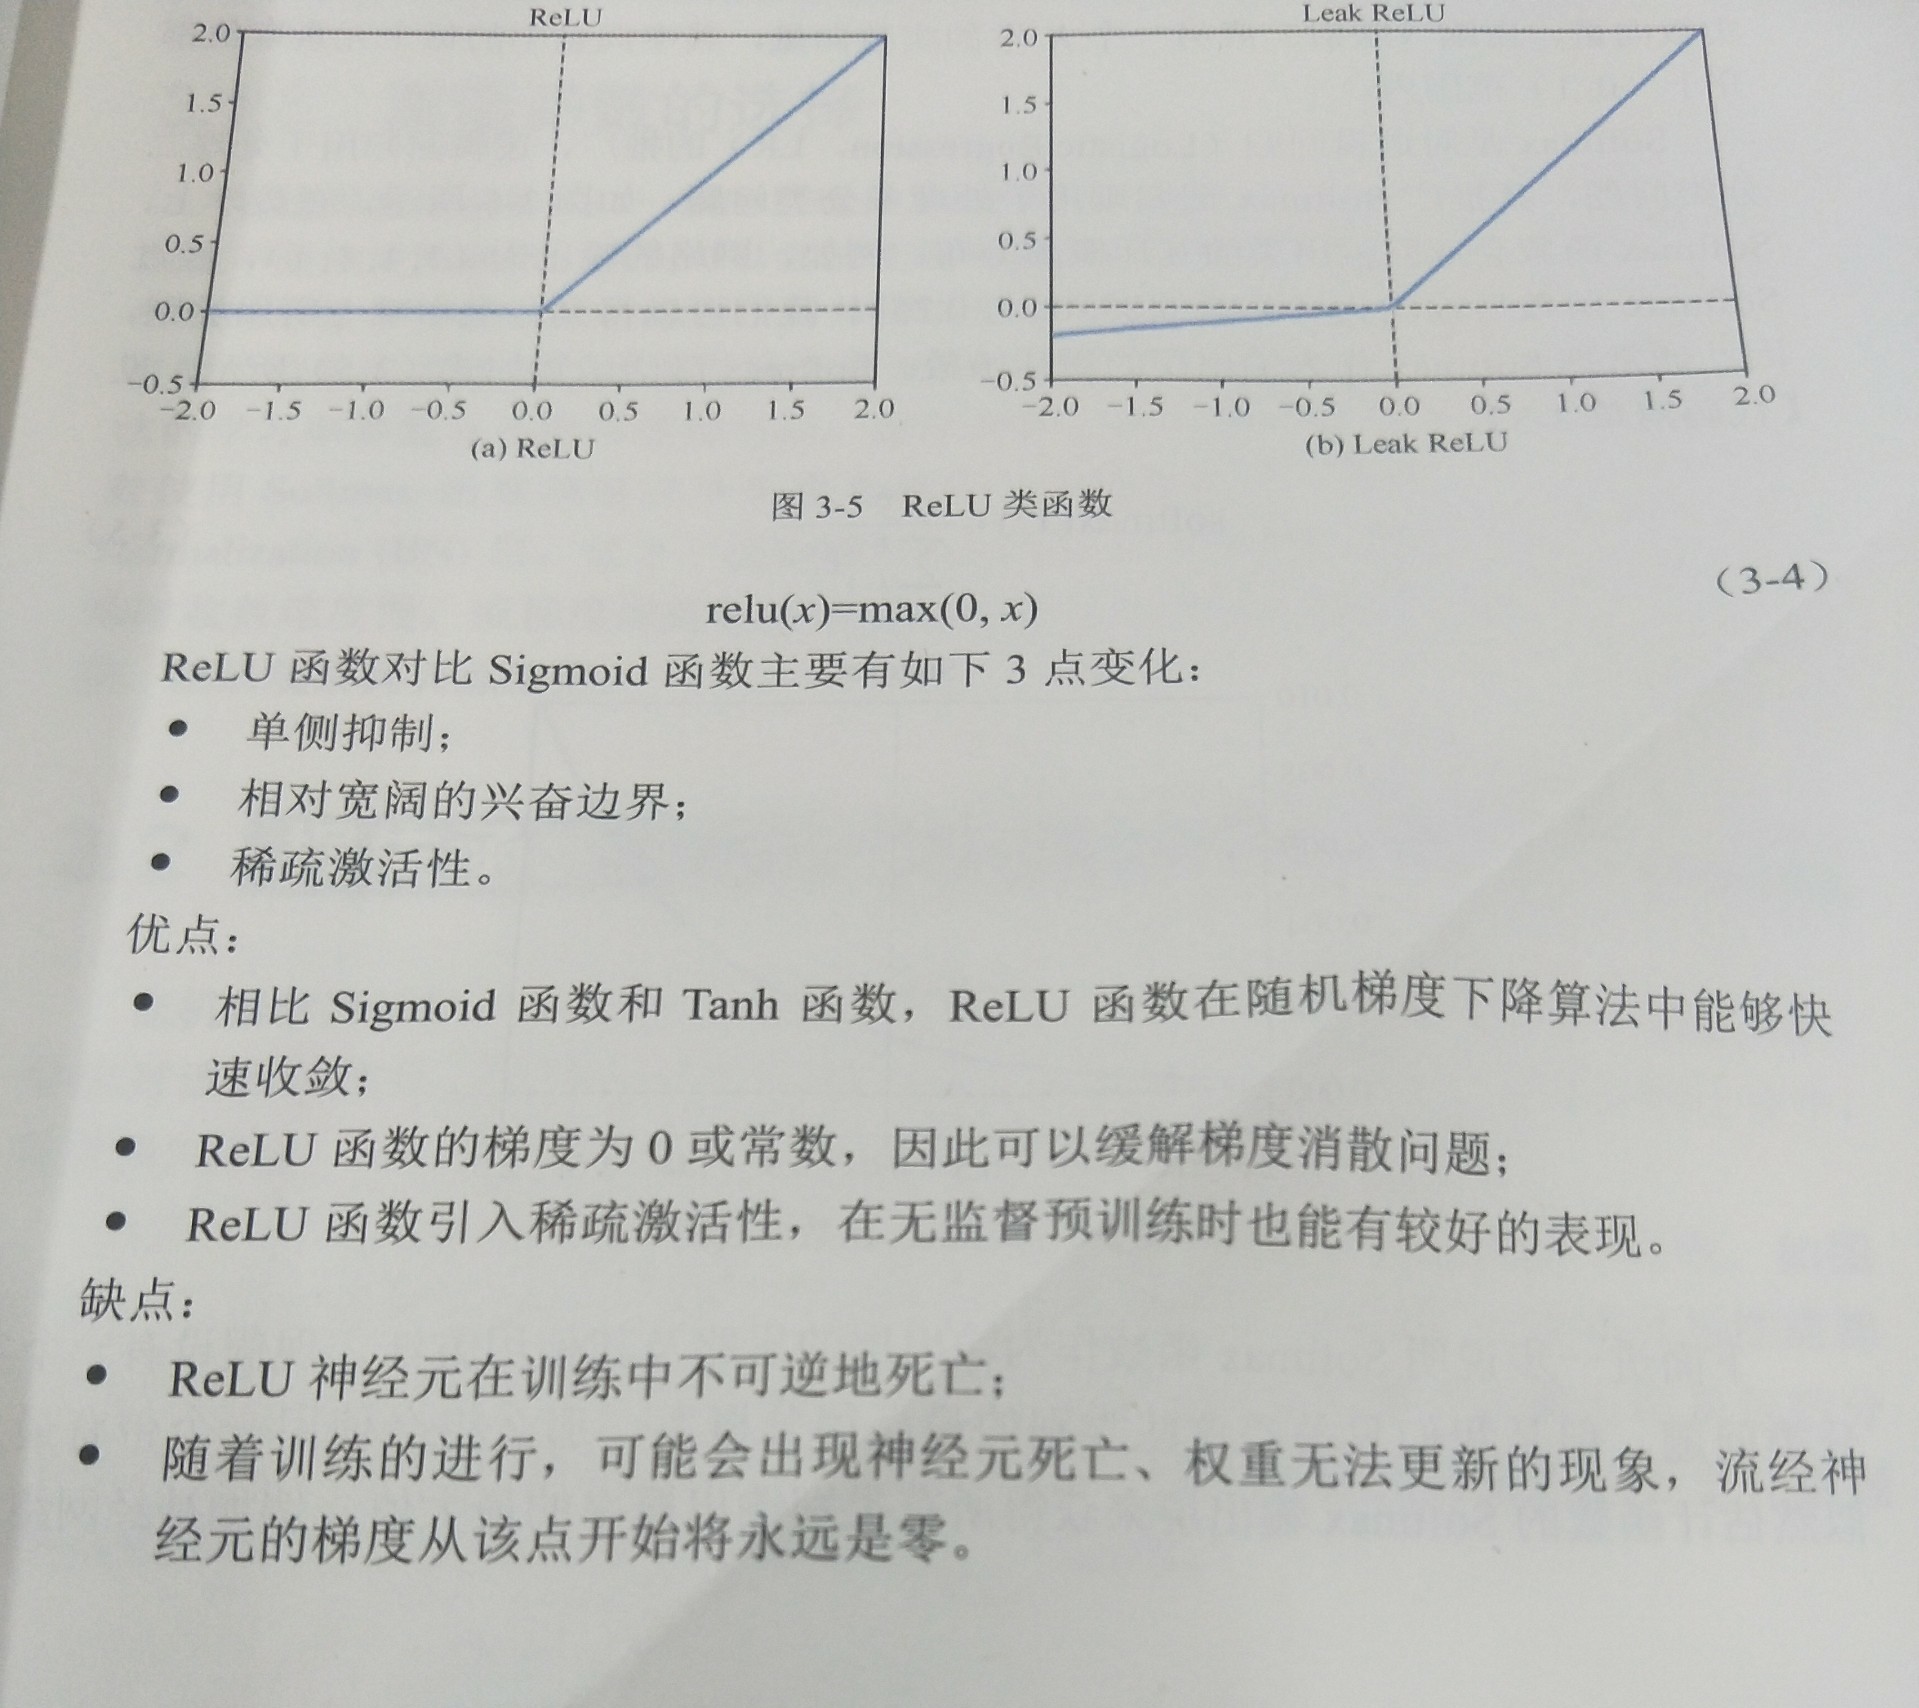 ReLU
2.0
1.5
1.0
0.5
0.0
−0.5
−2.0 −1.5 −1.0 −0.5 0.0 0.5 1.0 1.5 2.0
(a) ReLU
Leak ReLU
2.0
1.5
1.0
0.5
0.0
−0.5
−2.0 −1.5 −1.0 −0.5 0.0 0.5 1.0 1.5 2.0
(b) Leak ReLU
图 3-5 ReLU 类函数
relu(x)=max(0, x) （3-4）
ReLU 函数对比 Sigmoid 函数主要有如下 3 点变化：
• 单侧抑制；
• 相对宽阔的兴奋边界；
• 稀疏激活性。
优点：
• 相比 Sigmoid 函数和 Tanh 函数，ReLU 函数在随机梯度下降算法中能够快
速收敛；
• ReLU 函数的梯度为 0 或常数，因此可以缓解梯度消散问题；
• ReLU 函数引入稀疏激活性，在无监督预训练时也能有较好的表现。
缺点：
• ReLU 神经元在训练中不可逆地死亡；
• 随着训练的进行，可能会出现神经元死亡、权重无法更新的现象，流经神
经元的梯度从该点开始将永远是零。